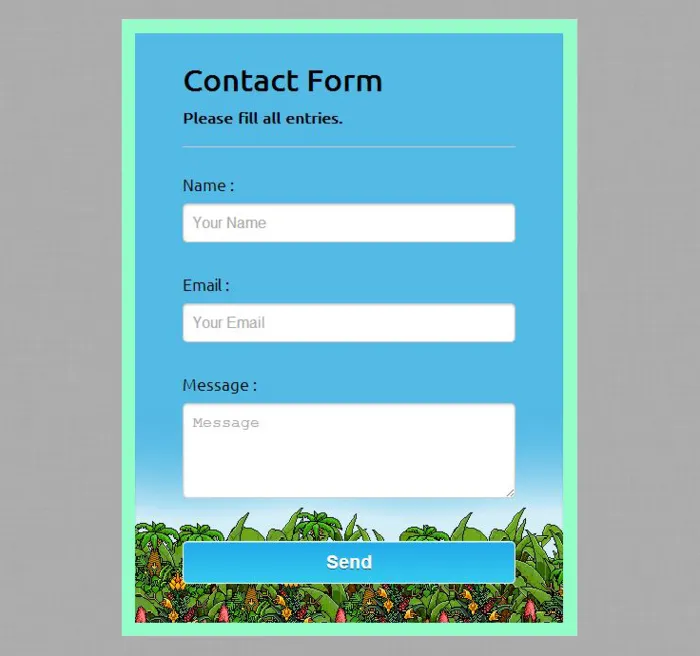 Contact Form
Please fill all entries.
Name :
Your Name
Email :
Your Email
Message :
Message
Send